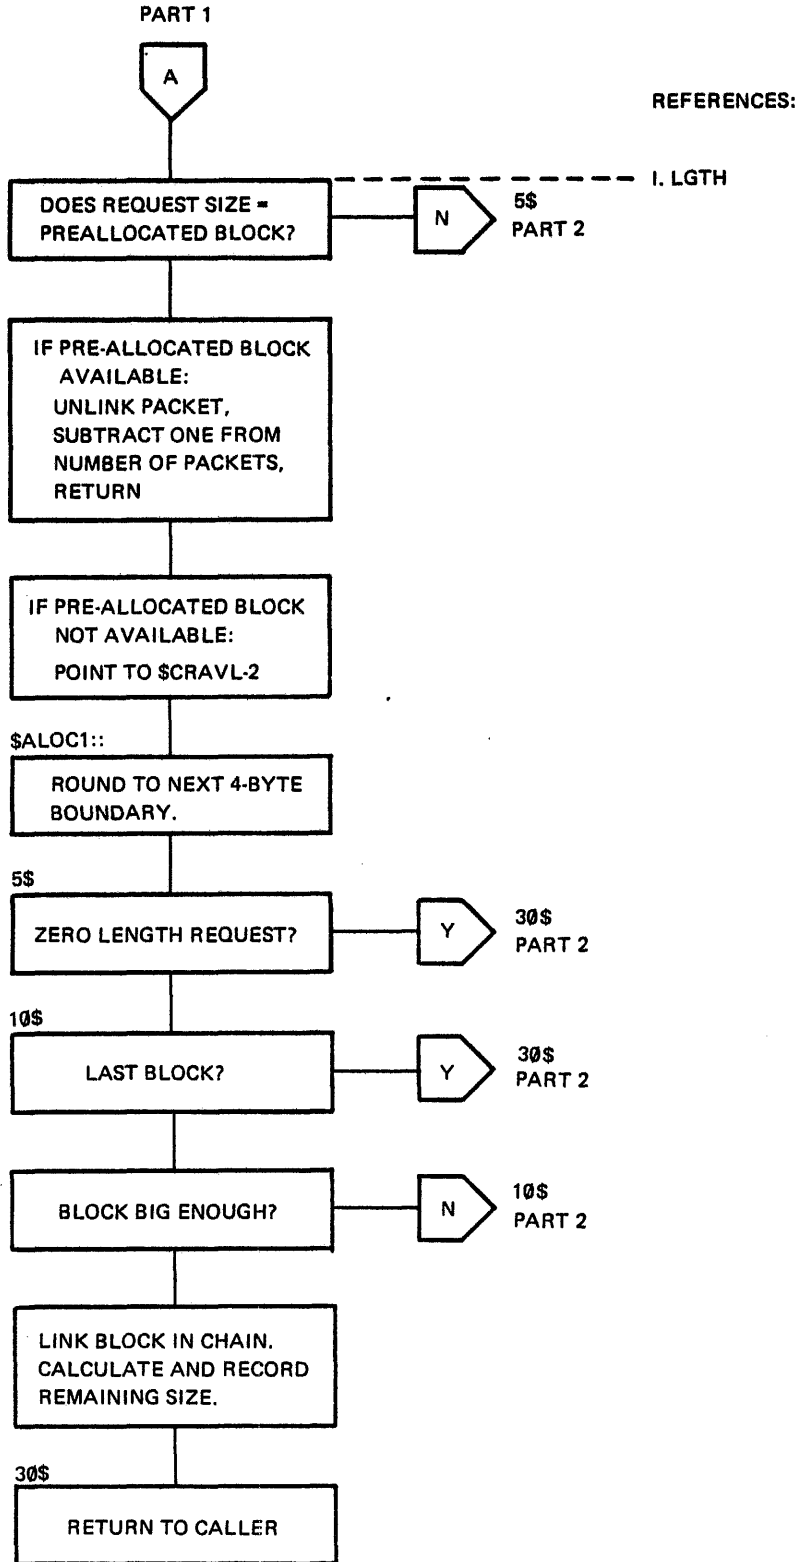 PART 1
A
REFERENCES:
I. LGTH
DOES REQUEST SIZE =
PREALLOCATED BLOCK?
N
5$
PART 2
IF PRE-ALLOCATED BLOCK
AVAILABLE:
UNLINK PACKET,
SUBTRACT ONE FROM
NUMBER OF PACKETS,
RETURN
IF PRE-ALLOCATED BLOCK
NOT AVAILABLE:
POINT TO $CRAVL-2
$ALOC1::
ROUND TO NEXT 4-BYTE
BOUNDARY.
5$
ZERO LENGTH REQUEST?
Y
30$
PART 2
10$
LAST BLOCK?
Y
30$
PART 2
BLOCK BIG ENOUGH?
N
10$
PART 2
LINK BLOCK IN CHAIN.
CALCULATE AND RECORD
REMAINING SIZE.
30$
RETURN TO CALLER